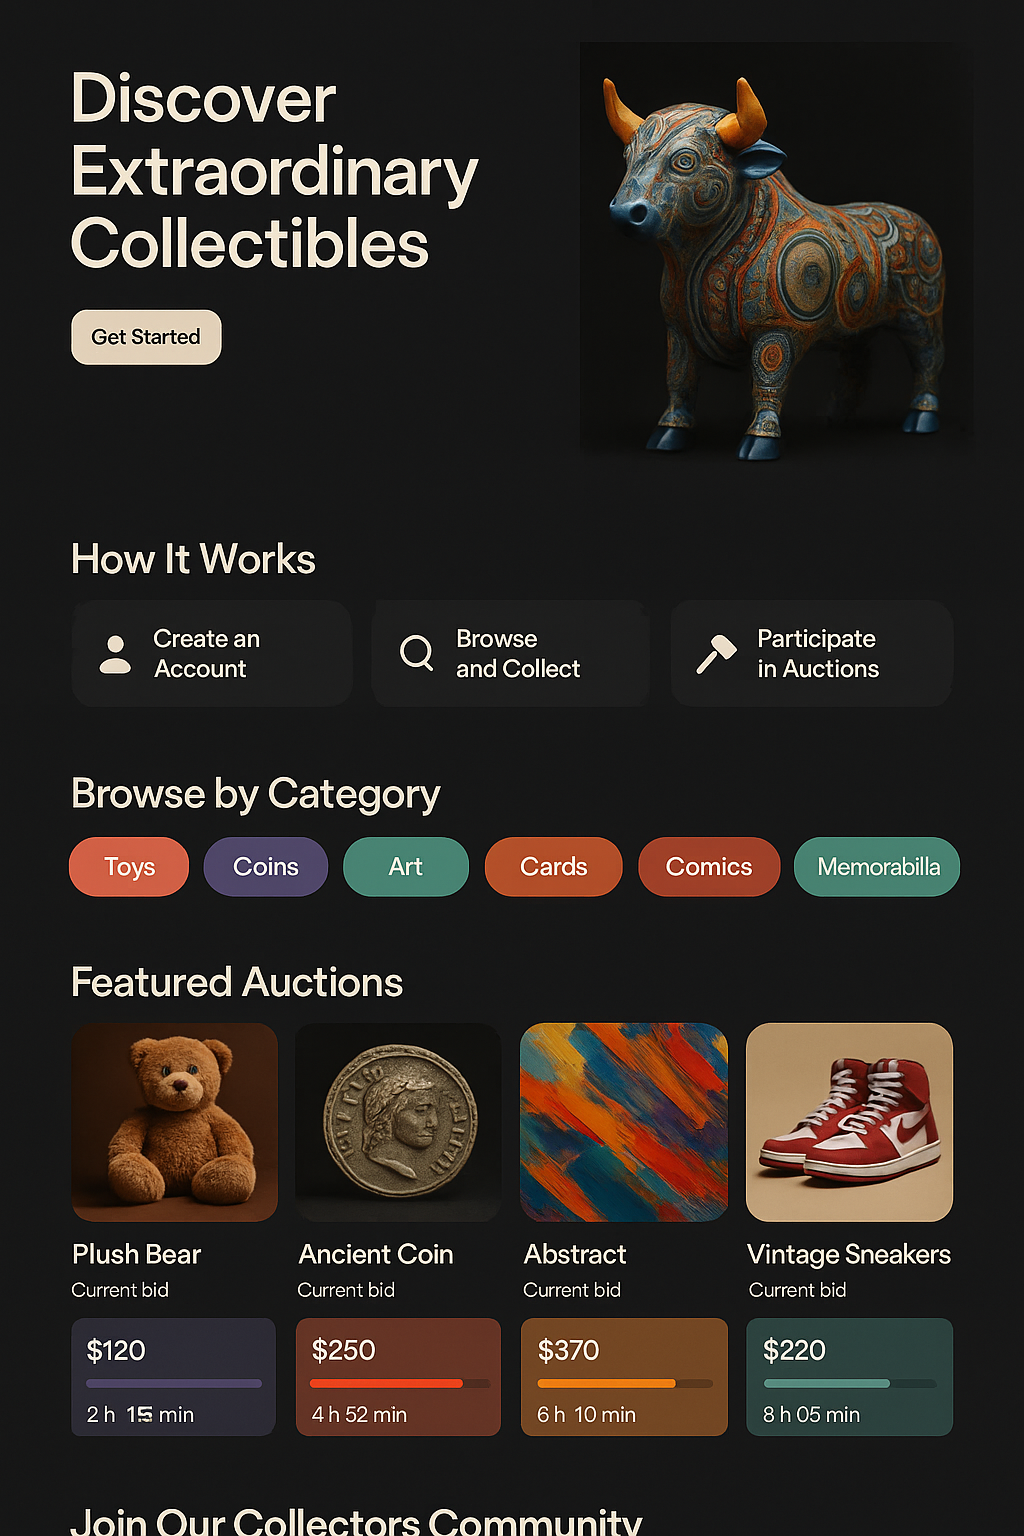 Discover
Extraordinary
Collectibles
Get Started
How It Works
Create an
Account
Browse
and Collect
Participate
in Auctions
Browse by Category
Toys
Coins
Art
Cards
Comics
Memorabilla
Featured Auctions
Plush Bear
Current bid
$120
2 h 15 min
Ancient Coin
Current bid
$250
4 h 52 min
Abstract
Current bid
$370
6 h 10 min
Vintage Sneakers
Current bid
$220
8 h 05 min
Join Our Collectors Community